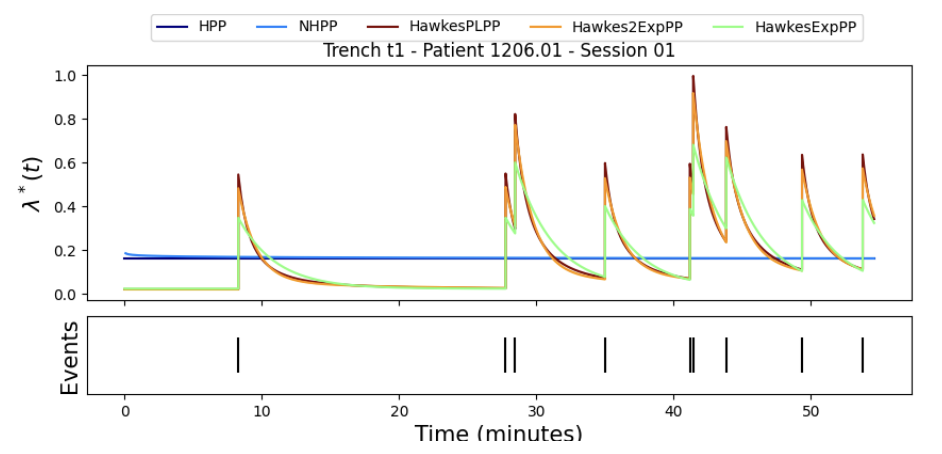 HPP NHPP HawkesPLPP Hawkes2ExpPP HawkesExpPP
Trench t1 - Patient 1206.01 - Session 01
λ*(t)
1.0
0.8
0.6
0.4
0.2
0.0
Events
0 10 20 30 40 50
Time (minutes)